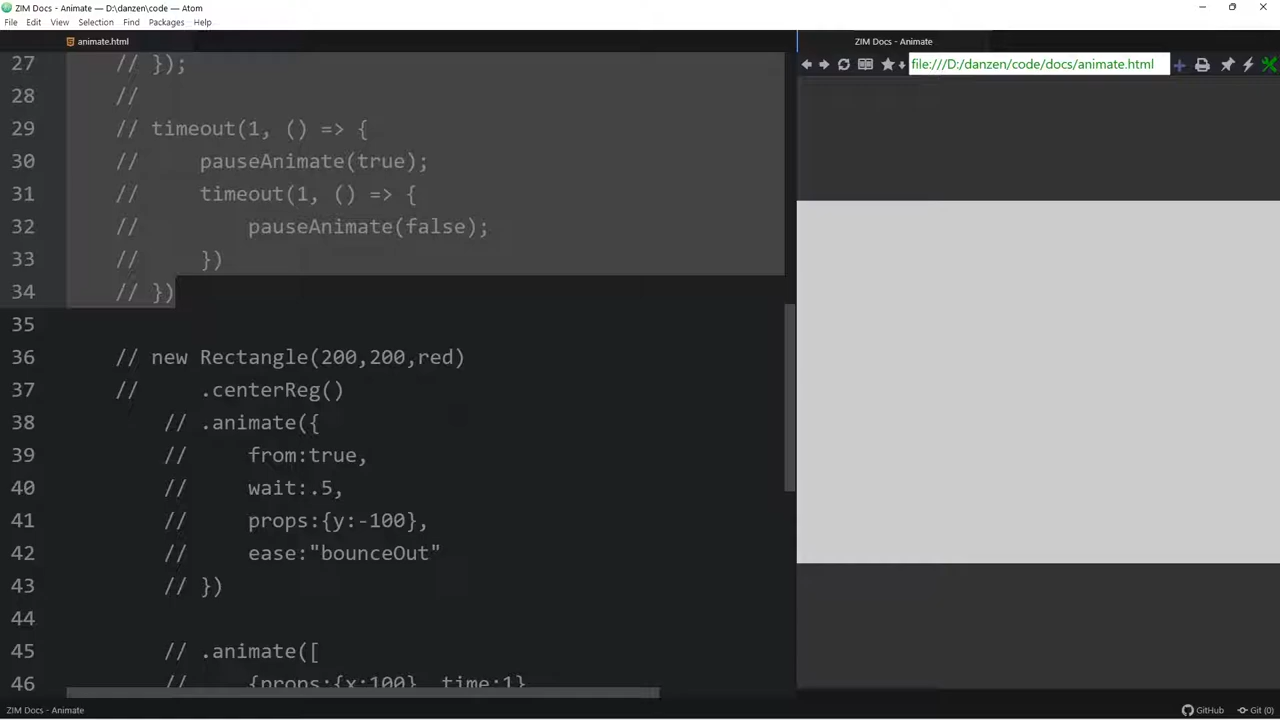 ZIM Docs - Animate — D:\danzen\code — Atom
File Edit View Selection Find Packages Help
animate.html
ZIM Docs - Animate
file:///D:/danzen/code/docs/animate.html
27 // });
28 //
29 // timeout(1, () => {
30 // pauseAnimate(true);
31 // timeout(1, () => {
32 // pauseAnimate(false);
33 // })
34 // })
35
36 // new Rectangle(200,200,red)
37 // .centerReg()
38 // .animate({
39 // from:true,
40 // wait:.5,
41 // props:{y:-100},
42 // ease:"bounceOut"
43 // })
44
45 // .animate([
46 // {props:{x:100}, time:1}
ZIM Docs - Animate
GitHub
Git (0)